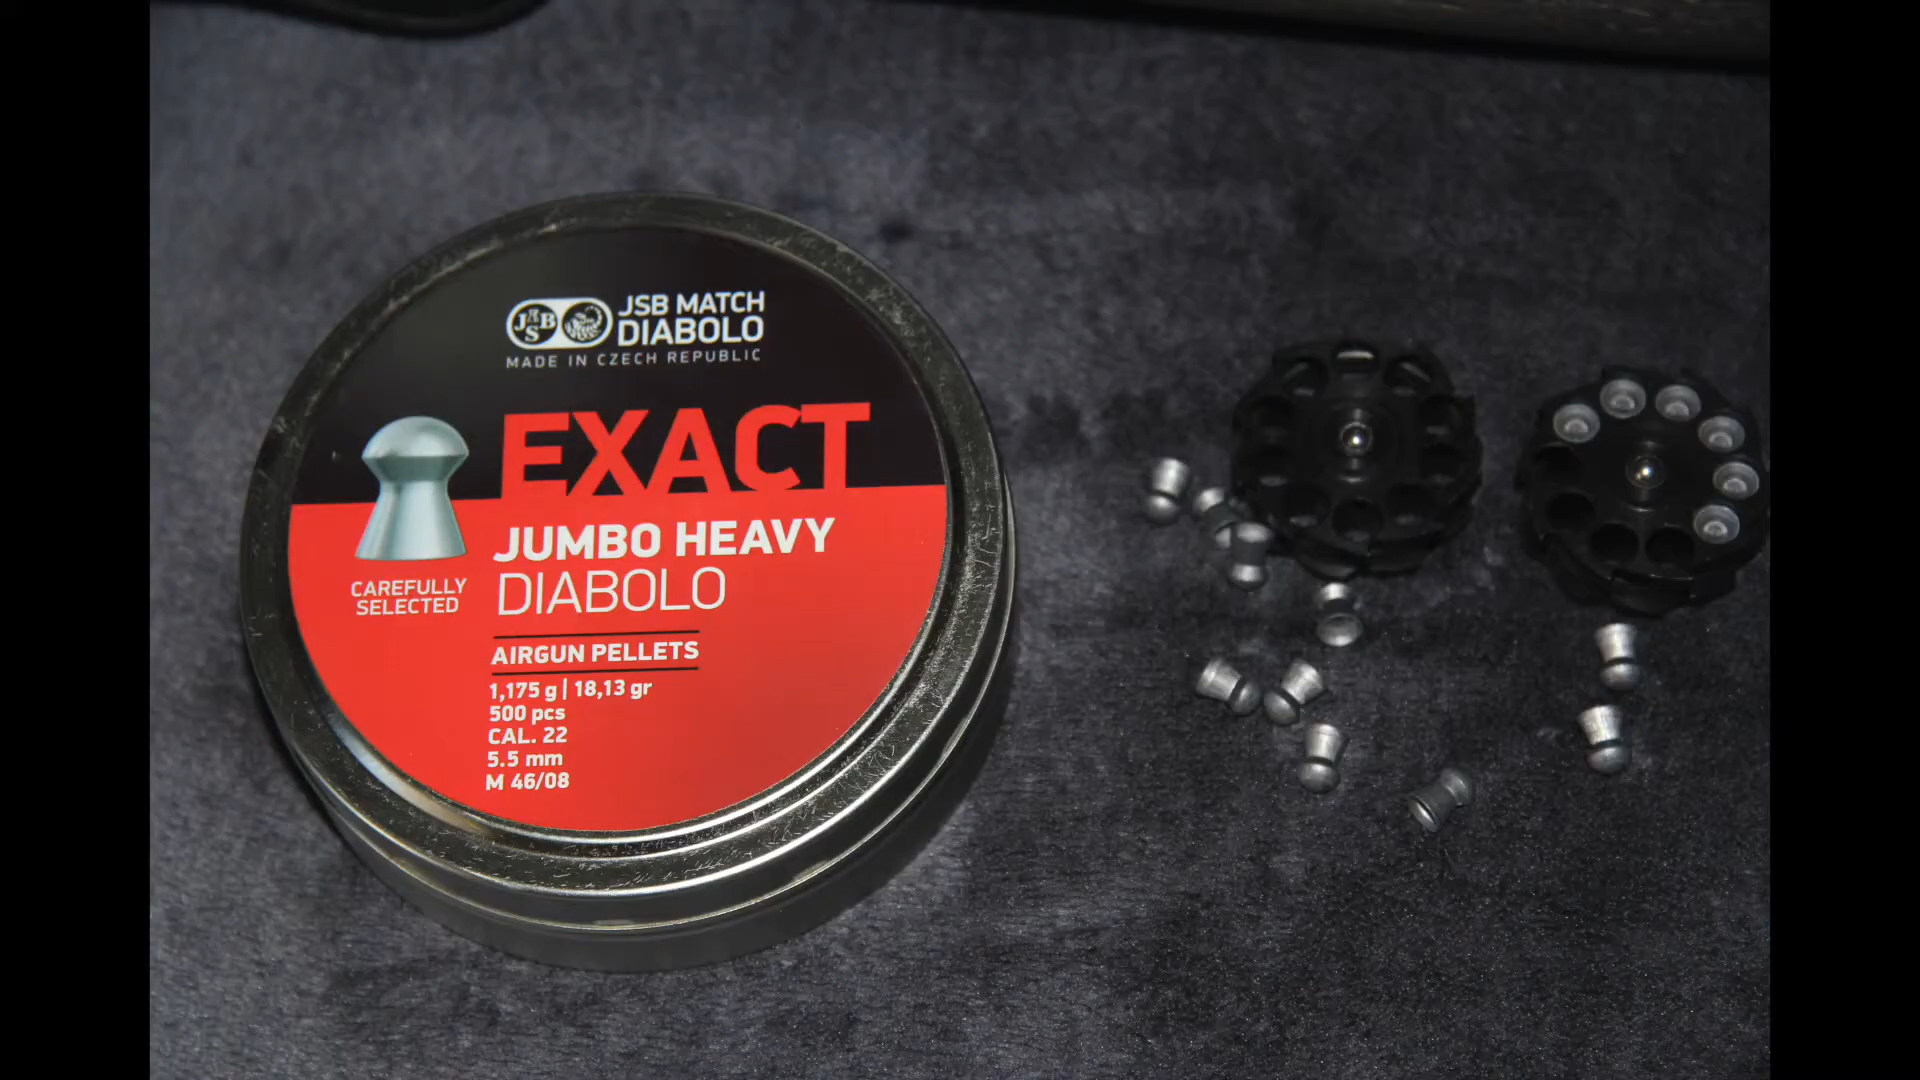 JSB
JSB MATCH
DIABOLO
MADE IN CZECH REPUBLIC
EXACT
JUMBO HEAVY
DIABOLO
CAREFULLY
SELECTED
AIRGUN PELLETS
1,175 g | 18,13 gr
500 pcs
CAL. 22
5.5 mm
M 46/08